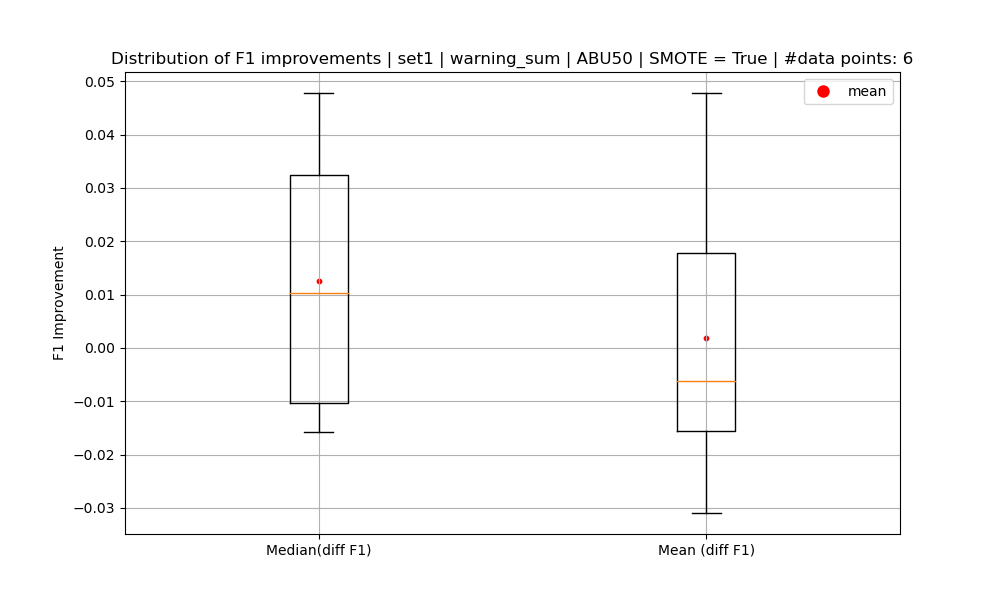 Distribution of F1 improvements | set1 | warning_sum | ABU50 | SMOTE = True | #data points: 6
mean
0.05
0.04
0.03
0.02
0.01
0.00
−0.01
−0.02
−0.03
F1 Improvement
Median(diff F1)
Mean (diff F1)